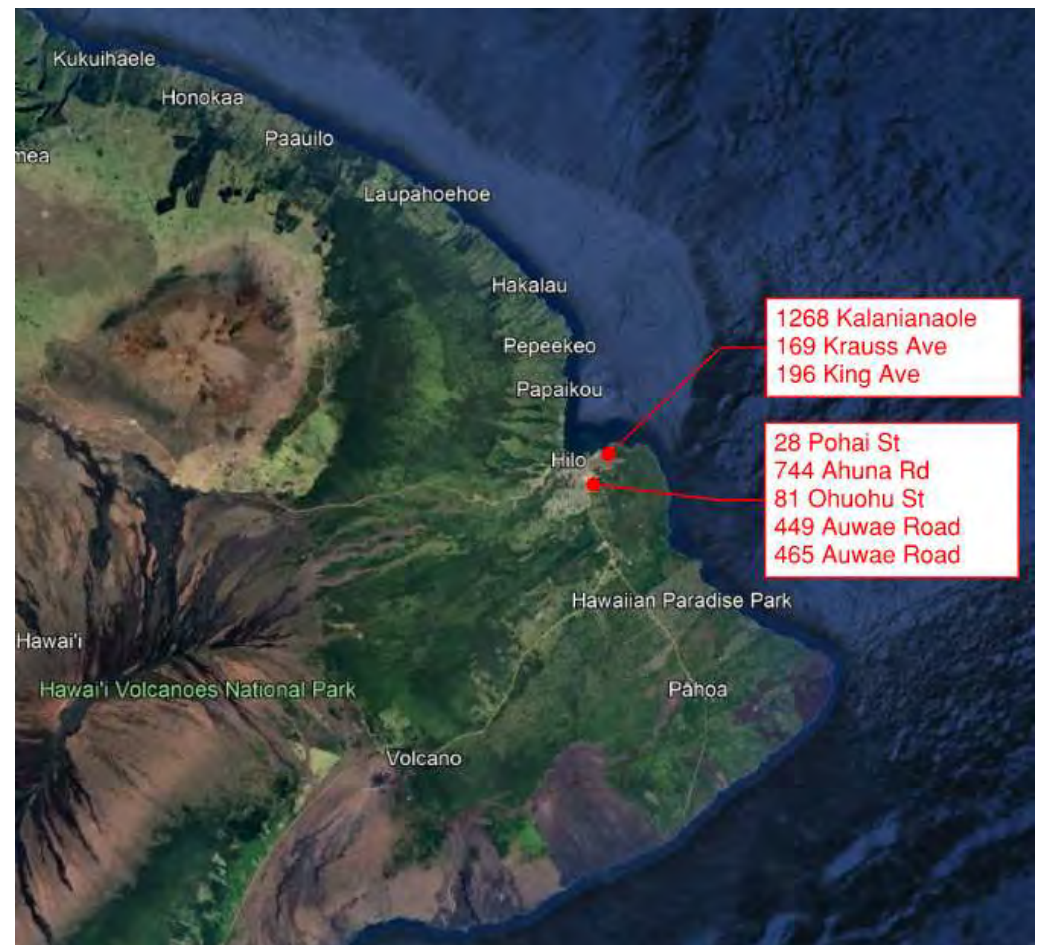 Kukuihaele
Honokaa
Paauilo
mea
Laupahoehoe
Hakalau
1268 Kalanianaole
169 Krauss Ave
196 King Ave
Pepeekeo
Papaikou
28 Pohai St
744 Ahuna Rd
81 Ohuohu St
449 Auwae Road
465 Auwae Road
Hilo
Hawaiian Paradise Park
Hawai'i
Hawai'i Volcanoes National Park
Pāhoa
Volcano